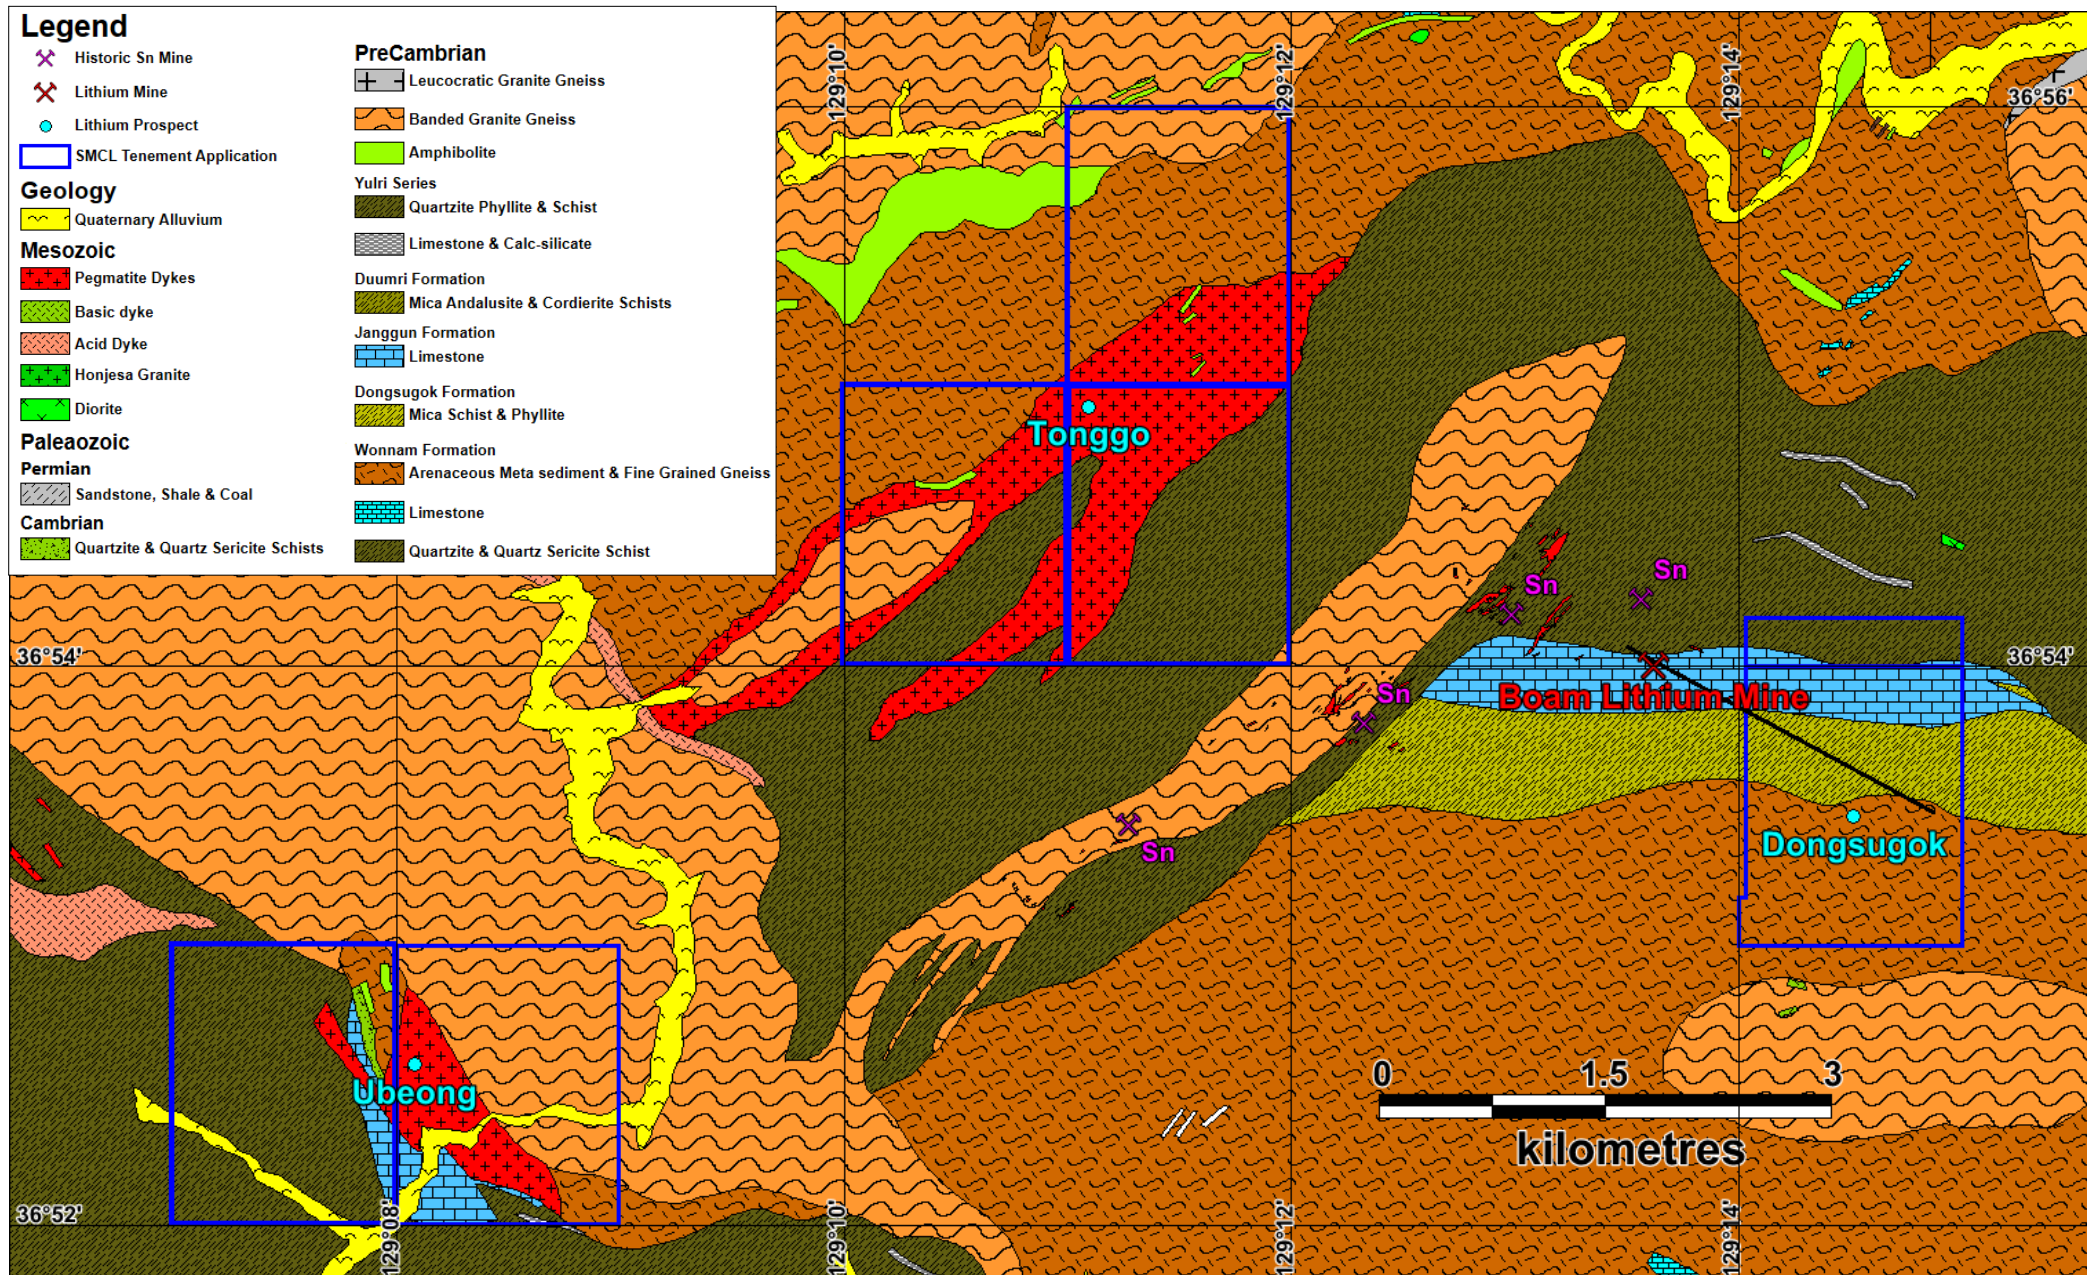 Legend
Historic Sn Mine
Lithium Mine
Lithium Prospect
SMCL Tenement Application
Geology
Quaternary Alluvium
Mesozoic
Pegmatite Dykes
Basic dyke
Acid Dyke
Honjesa Granite
Diorite
Paleaozoic
Permian
Sandstone, Shale & Coal
Cambrian
Quartzite & Quartz Sericite Schists
PreCambrian
Leucocratic Granite Gneiss
Banded Granite Gneiss
Amphibolite
Yulri Series
Quartzite Phyllite & Schist
Limestone & Calc-silicate
Duumri Formation
Mica Andalusite & Cordierite Schists
Janggun Formation
Limestone
Dongsugok Formation
Mica Schist & Phyllite
Wonnam Formation
Arenaceous Meta sediment & Fine Grained Gneiss
Limestone
Quartzite & Quartz Sericite Schist
129°10'
129°12'
129°14'
36°56'
Tonggo
Sn
Sn
36°54'
36°54'
Sn
Boam Lithium Mine
Sn
Dongsugok
Ubeong
0 1.5 3
kilometres
36°52'
129°08'
129°10'
129°12'
129°14'